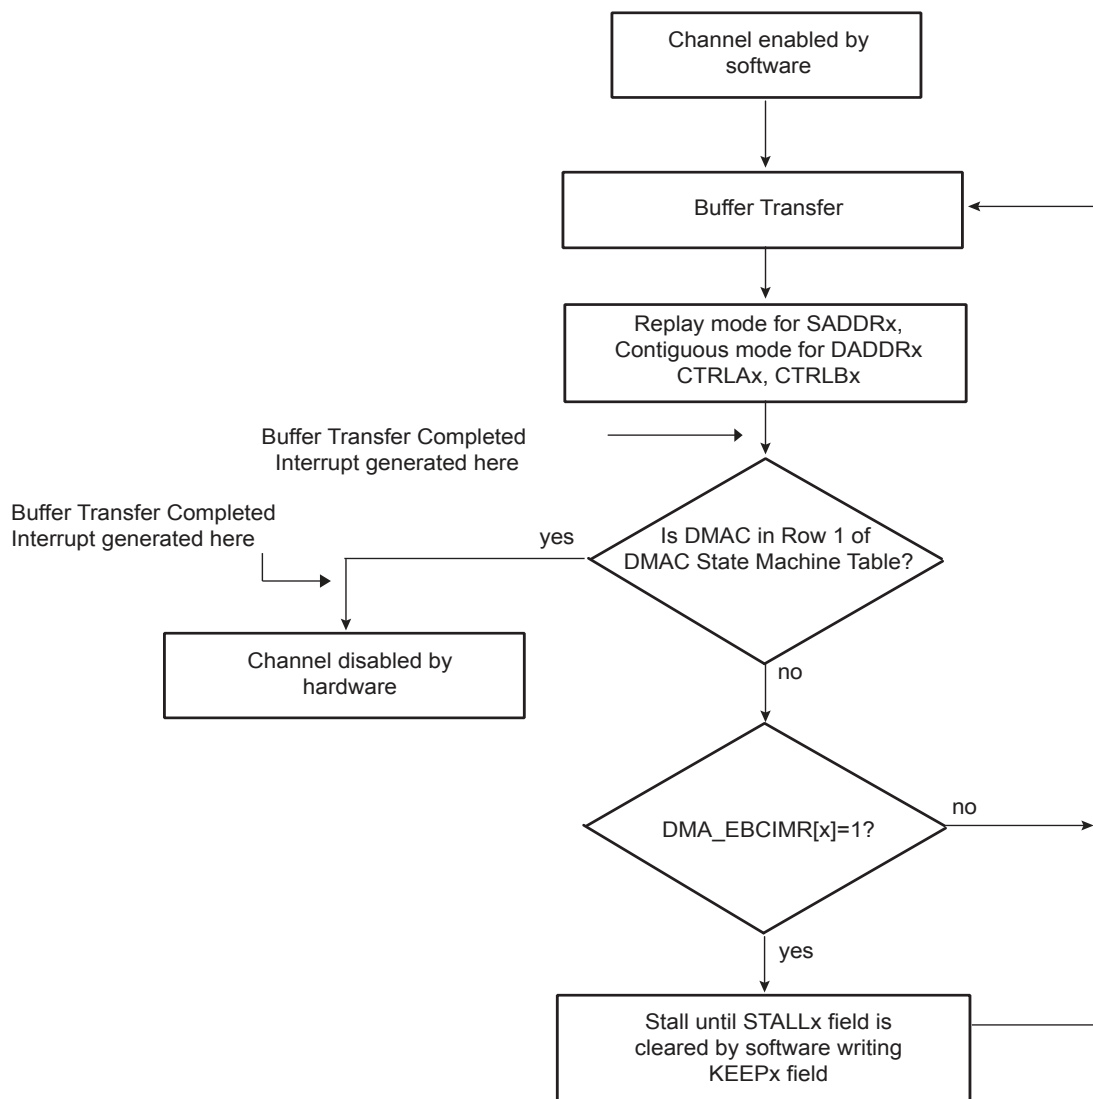 Channel enabled by
software
Buffer Transfer
Replay mode for SADDRx,
Contiguous mode for DADDRx
CTRLAx, CTRLBx
Buffer Transfer Completed
Interrupt generated here
Buffer Transfer Completed
Interrupt generated here
yes
Is DMAC in Row 1 of
DMAC State Machine Table?
Channel disabled by
hardware
no
DMA_EBCIMR[x]=1?
no
yes
Stall until STALLx field is
cleared by software writing
KEEPx field